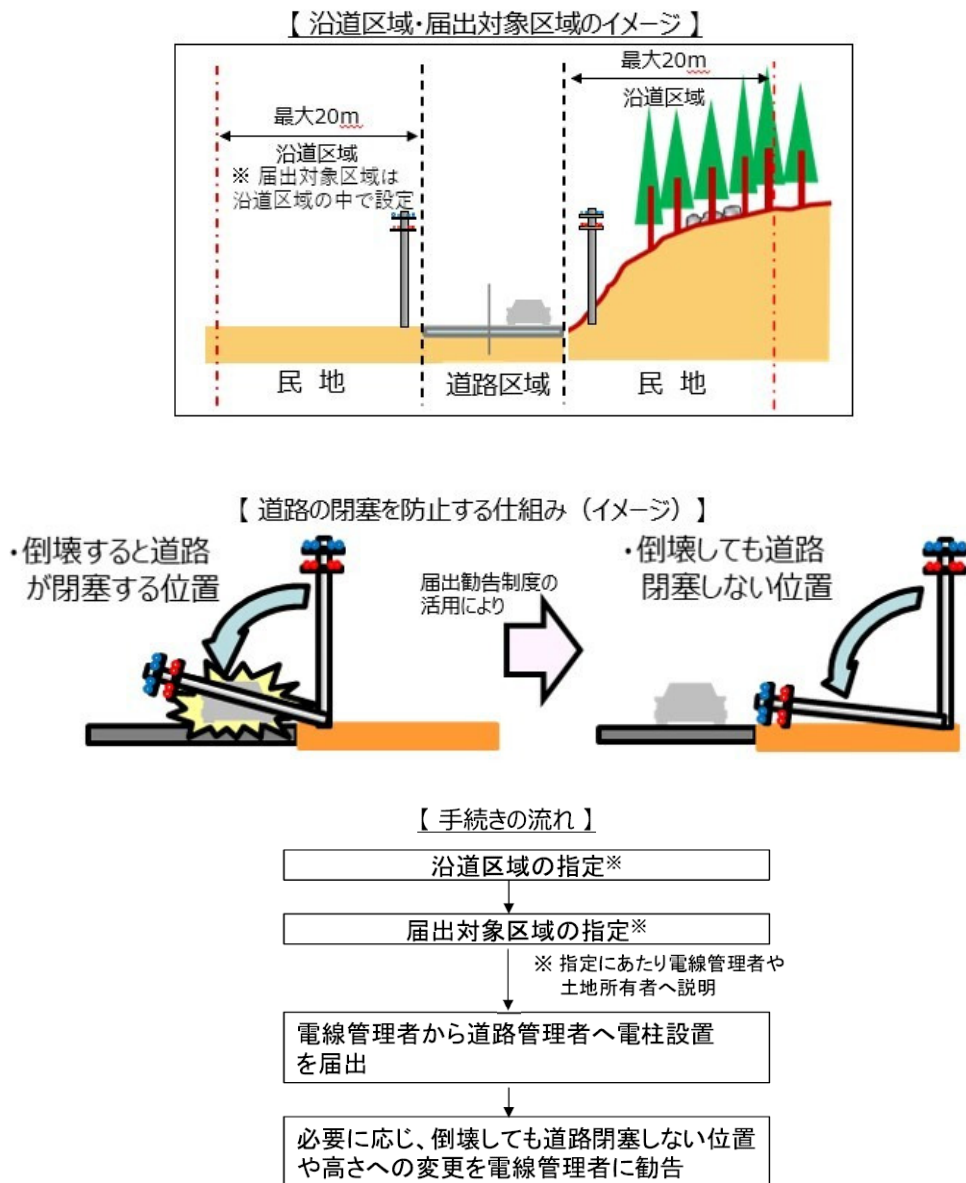 【 沿道区域・届出対象区域のイメージ 】
最大20m
沿道区域
最大20m
沿道区域
※ 届出対象区域は
沿道区域の中で設定
民 地
道路区域
民 地
【 道路の閉塞を防止する仕組み（イメージ） 】
・倒壊すると道路
が閉塞する位置
届出勧告制度の
活用により
・倒壊しても道路
閉塞しない位置
【 手続きの流れ 】
沿道区域の指定※
届出対象区域の指定※
※ 指定にあたり電線管理者や
土地所有者へ説明
電線管理者から道路管理者へ電柱設置
を届出
必要に応じ、倒壊しても道路閉塞しない位置
や高さへの変更を電線管理者に勧告